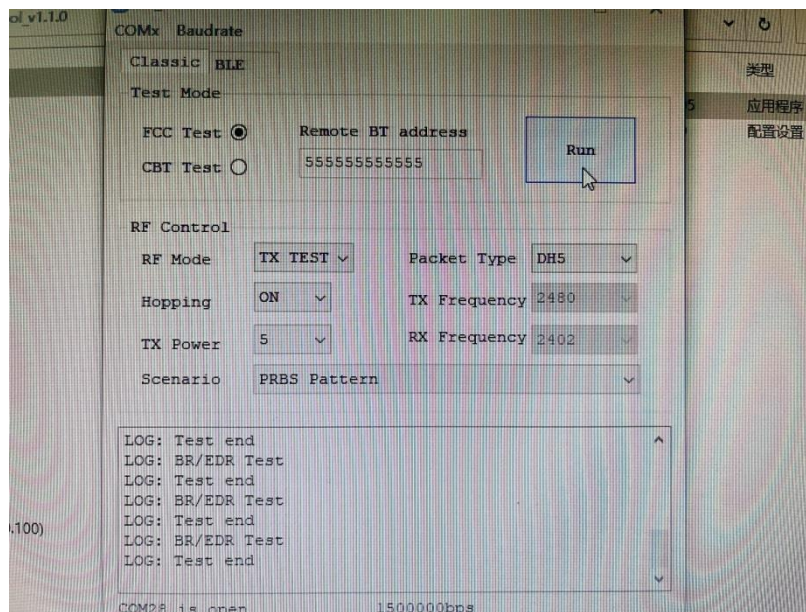 ol_v1.1.0
COMx Baudrate
Classic BLE
类型
Test Mode
5 应用程序
FCC Test Remote BT address
配置设置
CBT Test 555555555555 Run
RF Control
RF Mode TX TEST Packet Type DH5
Hopping ON TX Frequency 2480
TX Power 5 RX Frequency 2402
Scenario PRBS Pattern
LOG: Test end
LOG: BR/EDR Test
LOG: Test end
LOG: BR/EDR Test
LOG: Test end
.100)
LOG: BR/EDR Test
LOG: Test end
COM28 is open 1500000bps